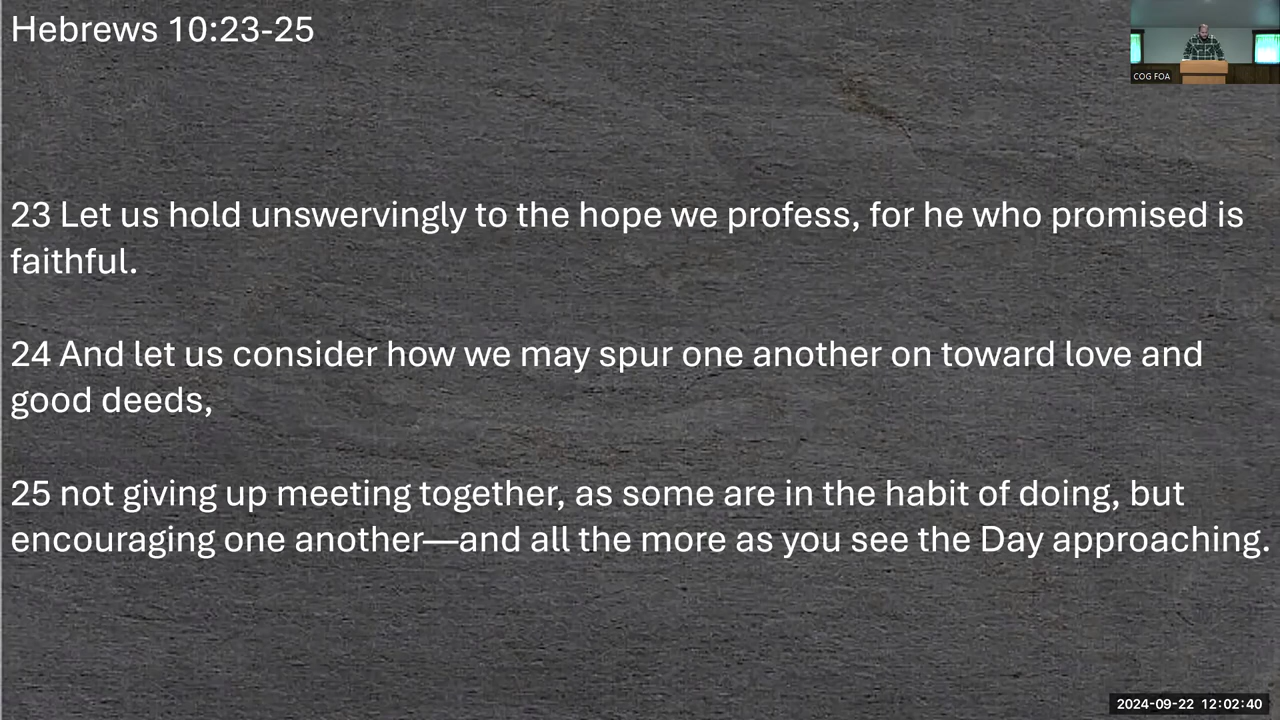 Hebrews 10:23-25
COG FOA
23 Let us hold unswervingly to the hope we profess, for he who promised is
faithful.
24 And let us consider how we may spur one another on toward love and
good deeds,
25 not giving up meeting together, as some are in the habit of doing, but
encouraging one another—and all the more as you see the Day approaching.
2024-09-22 12:02:40